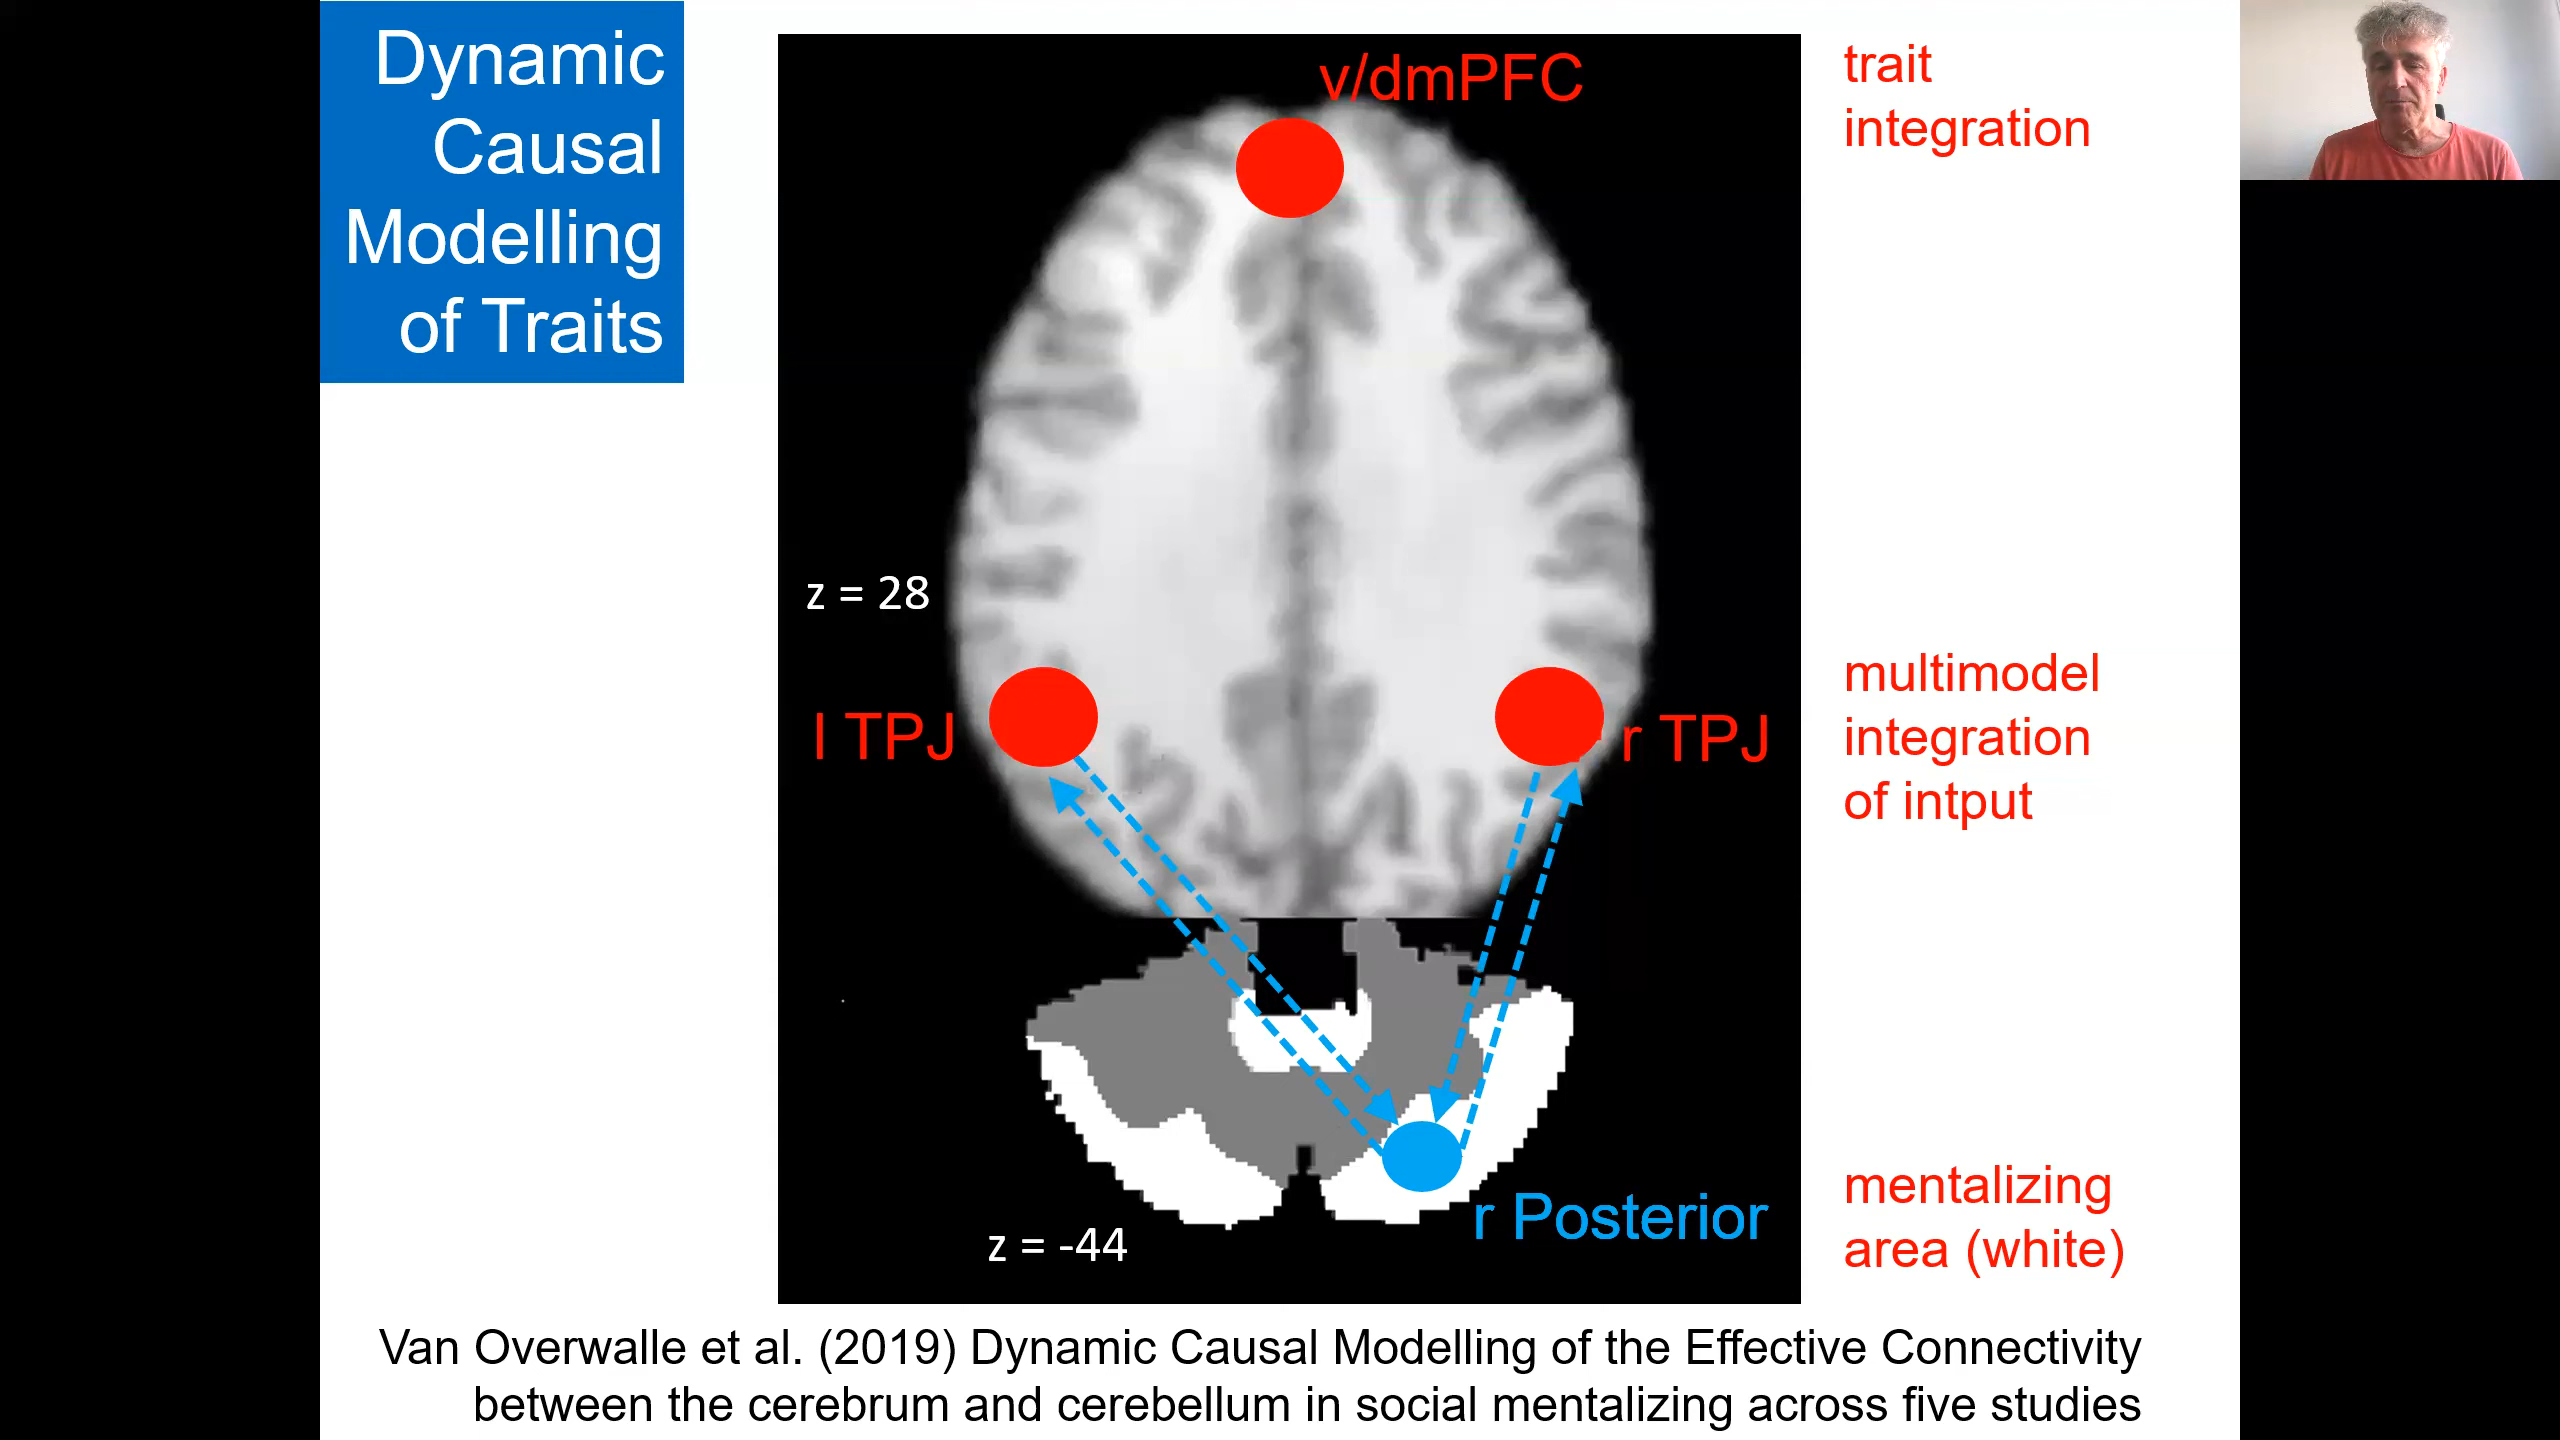 Dynamic
Causal
Modelling
of Traits
v/dmPFC
trait
integration
z = 28
l TPJ
r TPJ
multimodel
integration
of intput
r Posterior
z = -44
mentalizing
area (white)
Van Overwalle et al. (2019) Dynamic Causal Modelling of the Effective Connectivity
between the cerebrum and cerebellum in social mentalizing across five studies